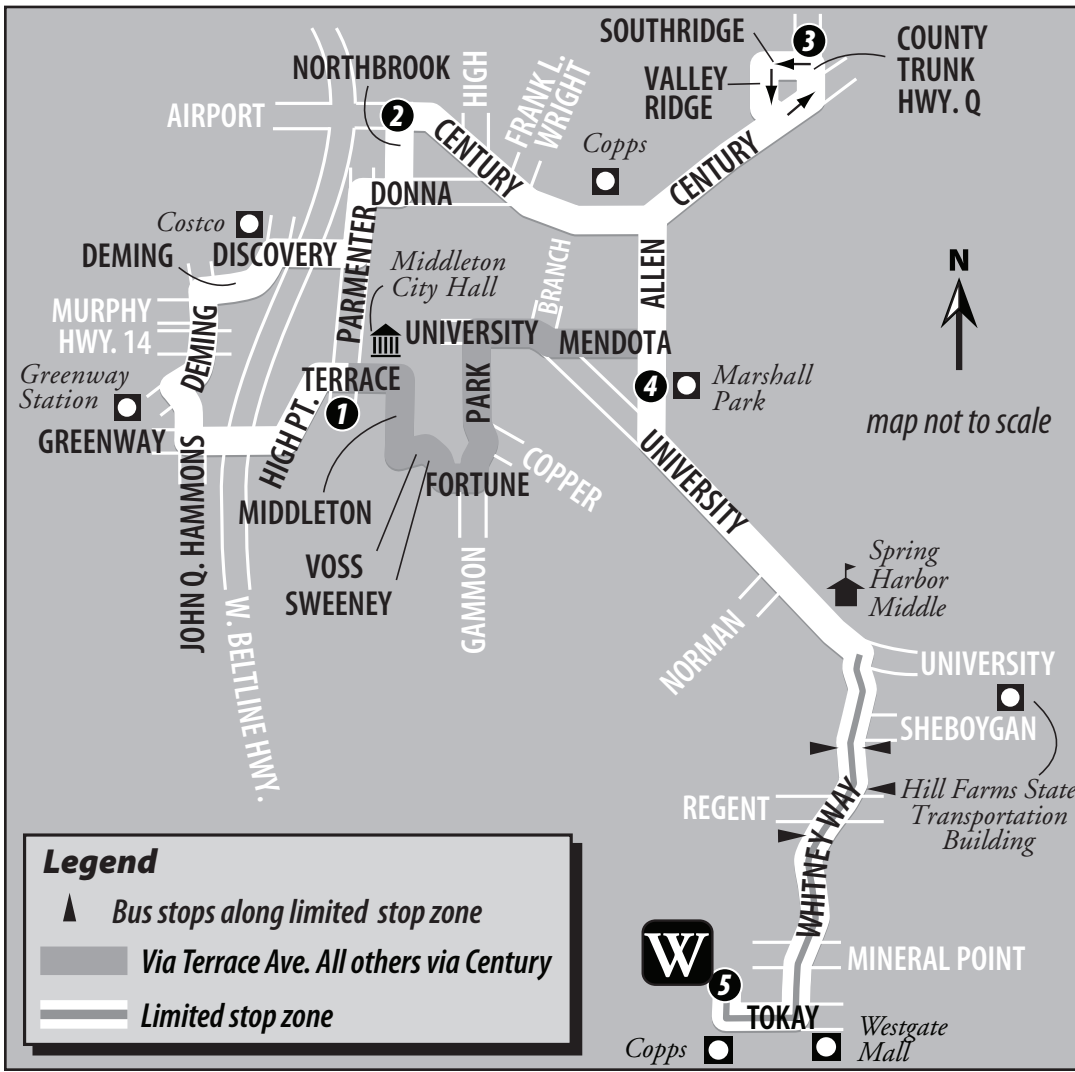 SOUTHRIDGE
3
COUNTY
TRUNK
HWY. Q
VALLEY
RIDGE
NORTHBROOK
HIGH
FRANK L.
WRIGHT
AIRPORT
2
CENTURY
Copps
CENTURY
DONNA
Costco
DEMING
DISCOVERY
PARMENTER
Middleton
City Hall
BRANCH
ALLEN
N
MURPHY
HWY. 14
UNIVERSITY
MENDOTA
DEMING
Greenway
Station
TERRACE
PARK
4
Marshall
Park
map not to scale
1
GREENWAY
HIGH PT.
JOHN Q. HAMMONS
COPPER
FORTUNE
UNIVERSITY
MIDDLETON
VOSS
SWEENEY
GAMMON
Spring
Harbor
Middle
NORMAN
W. BELTLINE HWY.
UNIVERSITY
SHEBOYGAN
Hill Farms State
Transportation
Building
REGENT
WHITNEY WAY
MINERAL POINT
W
5
TOKAY
Copps
Westgate
Mall
Legend
Bus stops along limited stop zone
Via Terrace Ave. All others via Century
Limited stop zone